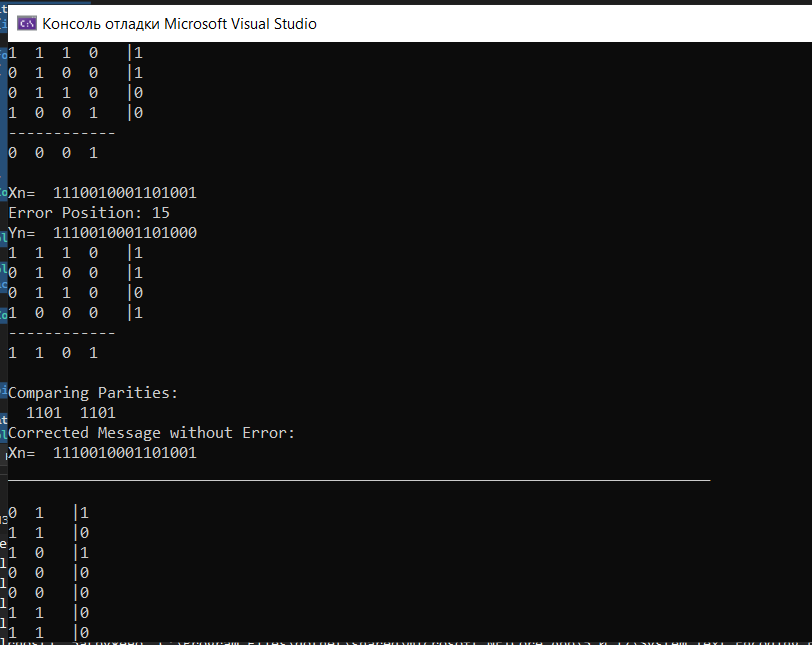 Консоль отладки Microsoft Visual Studio
1 1 1 0 |1
0 1 0 0 |1
0 1 1 0 |0
1 0 0 1 |0
------------
0 0 0 1
Xn= 1110010001101001
Error Position: 15
Yn= 1110010001101000
1 1 1 0 |1
0 1 0 0 |1
0 1 1 0 |0
1 0 0 0 |1
------------
1 1 0 1
Comparing Parities:
1101 1101
Corrected Message without Error:
Xn= 1110010001101001
0 1 |1
1 1 |0
1 0 |1
0 0 |0
0 0 |0
1 1 |0
1 1 |0